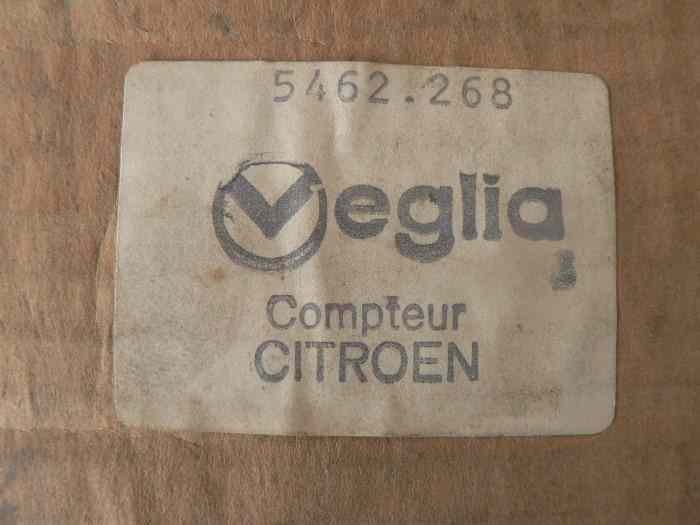 5462.268
Veglia
Compteur
CITROEN